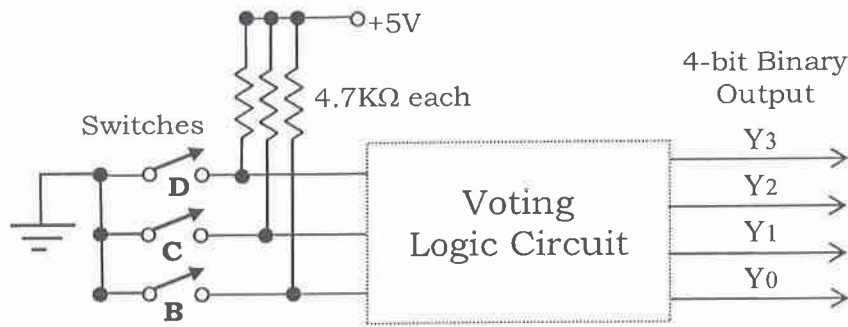 +5V
4-bit Binary
Output
4.7KΩ each
Switches
Y3
D
Y2
Voting
Logic Circuit
C
Y1
B
Y0